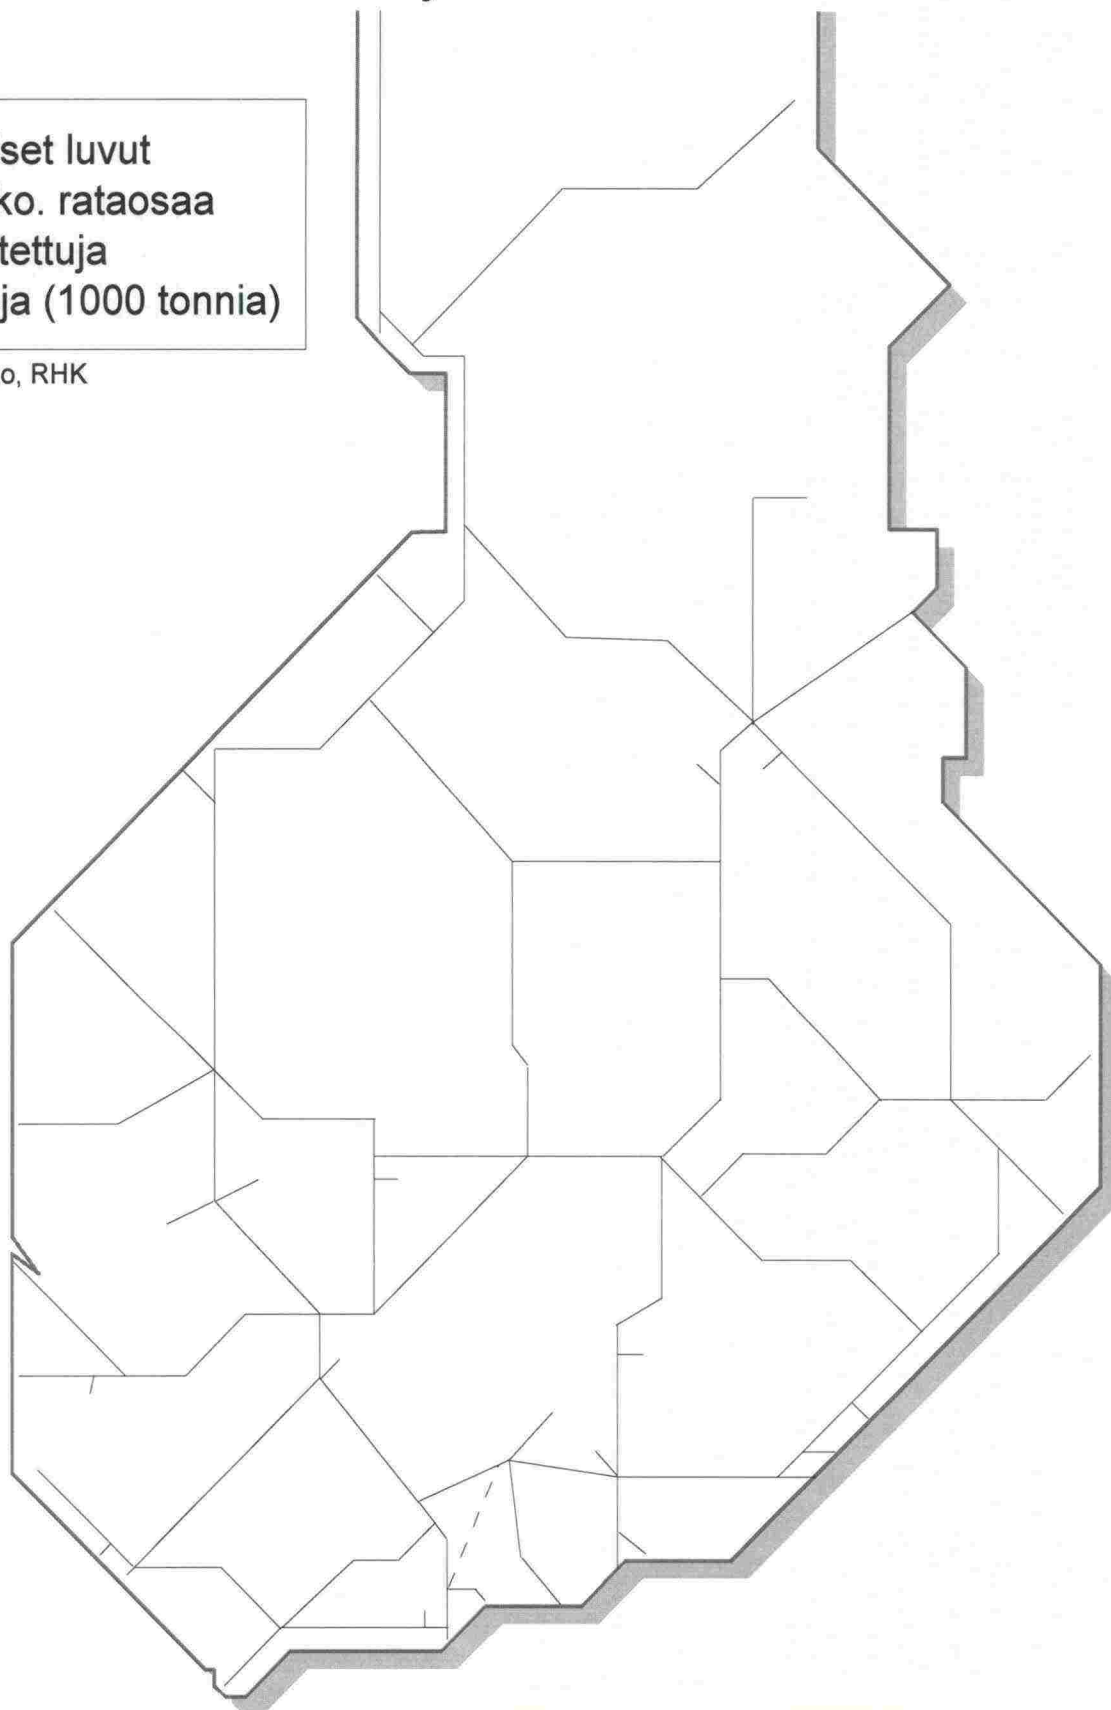 set luvut
ko. rataosaa
tettuja
ja (1000 tonnia)
o, RHK